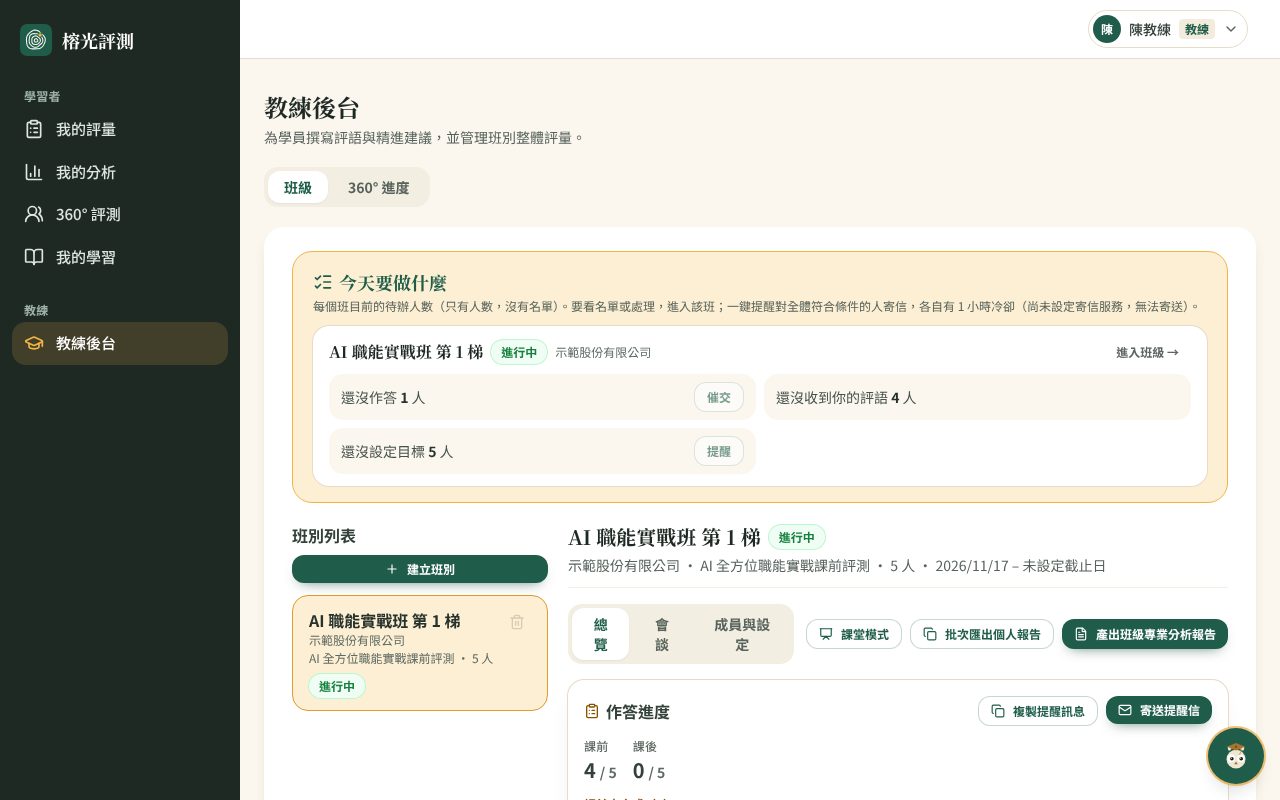 榕光評測
學習者
我的評量
我的分析
360° 評測
我的學習
教練
教練後台
陳 陳教練 教練
教練後台
為學員撰寫評語與精進建議，並管理班別整體評量。
班級 360° 進度
今天要做什麼
每個班目前的待辦人數（只有人數，沒有名單）。要看名單或處理，進入該班；一鍵提醒對全體符合條件的人寄信，各自有 1 小時冷卻（尚未設定寄信服務，無法寄送）。
AI 職能實戰班 第 1 梯 進行中 示範股份有限公司 進入班級 →
還沒作答 1 人 催交 還沒收到你的評語 4 人
還沒設定目標 5 人 提醒
班別列表
建立班別
AI 職能實戰班 第 1 梯
示範股份有限公司
AI 全方位職能實戰課前評測 · 5 人
進行中
AI 職能實戰班 第 1 梯 進行中
示範股份有限公司 · AI 全方位職能實戰課前評測 · 5 人 · 2026/11/17 – 未設定截止日
總覽 會談 成員與設定 課堂模式 批次匯出個人報告 產出班級專業分析報告
作答進度 複製提醒訊息 寄送提醒信
課前 課後
4 / 5 0 / 5